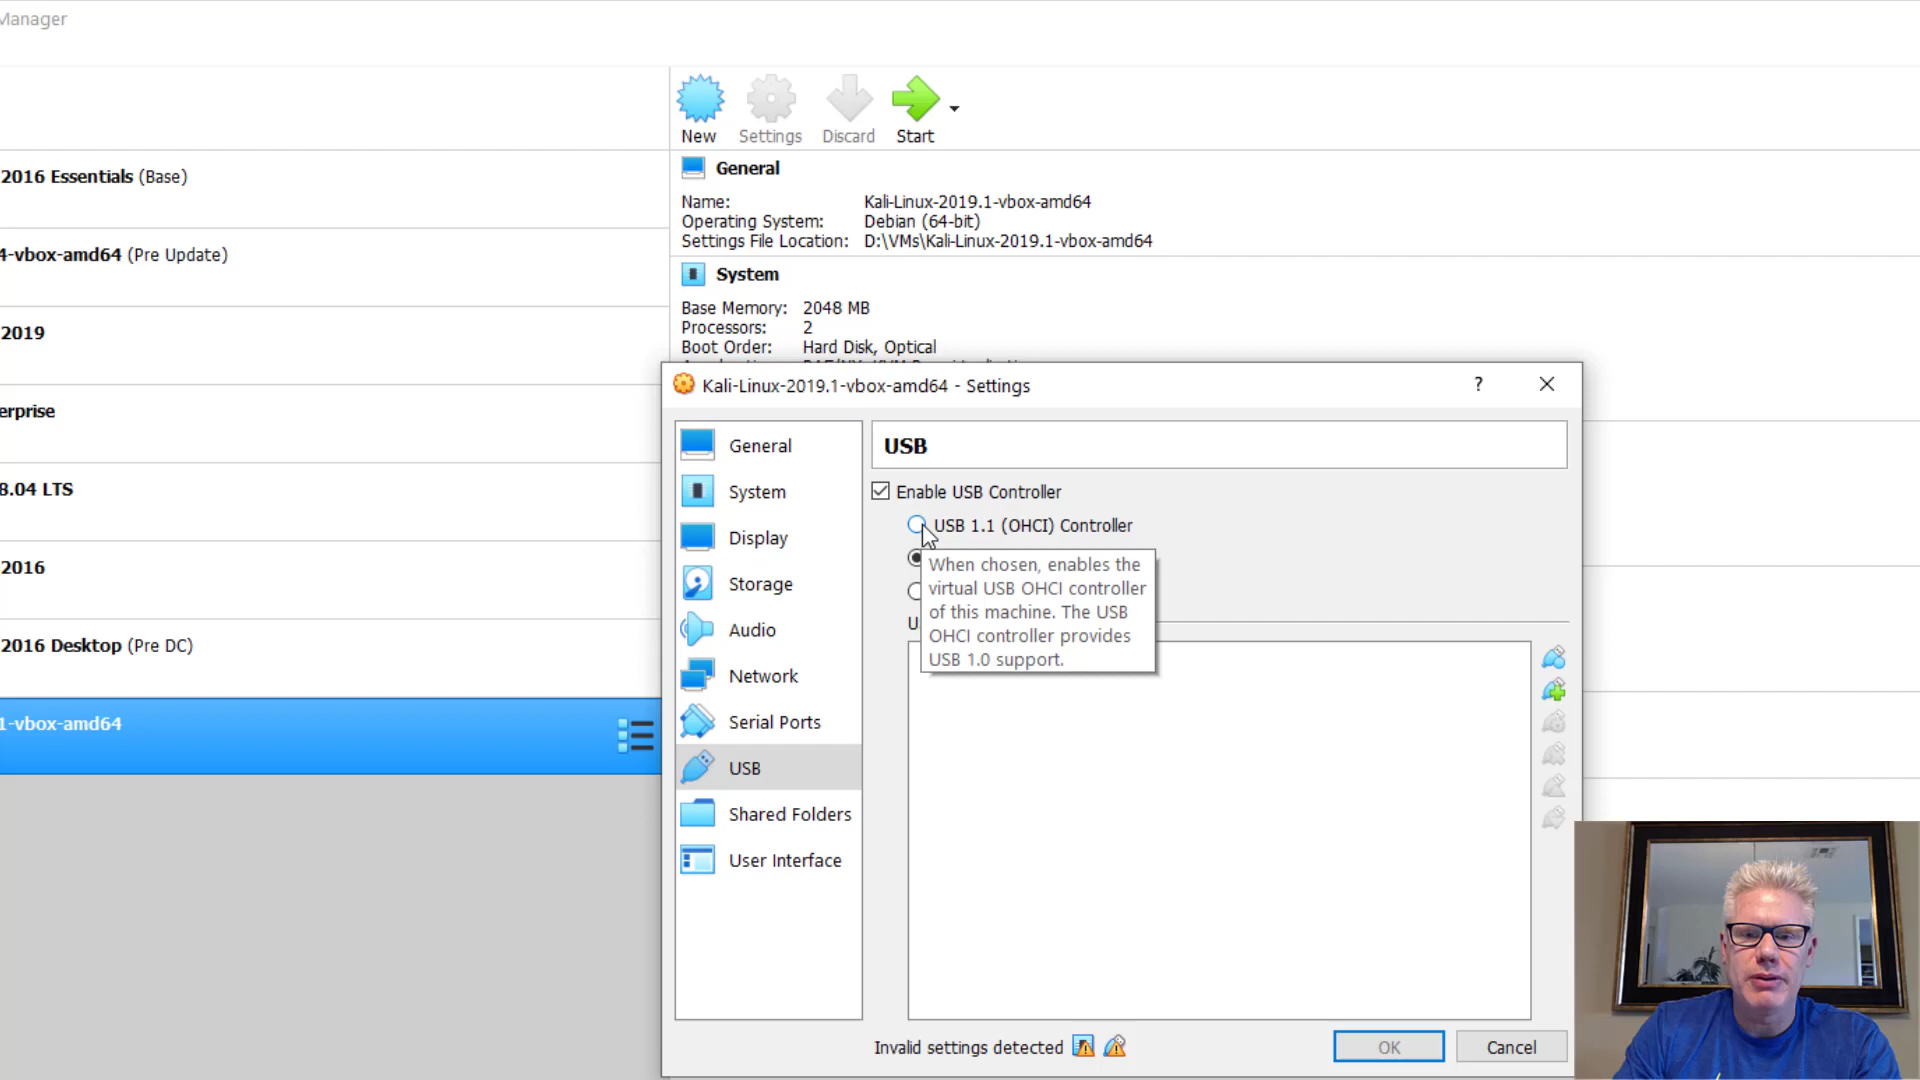 Manager
New Settings Discard Start
2016 Essentials (Base)
4-vbox-amd64 (Pre Update)
2019
erprise
8.04 LTS
2016
2016 Desktop (Pre DC)
1-vbox-amd64
General
Name: Kali-Linux-2019.1-vbox-amd64
Operating System: Debian (64-bit)
Settings File Location: D:\VMs\Kali-Linux-2019.1-vbox-amd64
System
Base Memory: 2048 MB
Processors: 2
Boot Order: Hard Disk, Optical
Kali-Linux-2019.1-vbox-amd64 - Settings ?
General
System
Display
Storage
Audio
Network
Serial Ports
USB
Shared Folders
User Interface
USB
Enable USB Controller
USB 1.1 (OHCI) Controller
When chosen, enables the
virtual USB OHCI controller
of this machine. The USB
OHCI controller provides
USB 1.0 support.
Invalid settings detected
OK Cancel